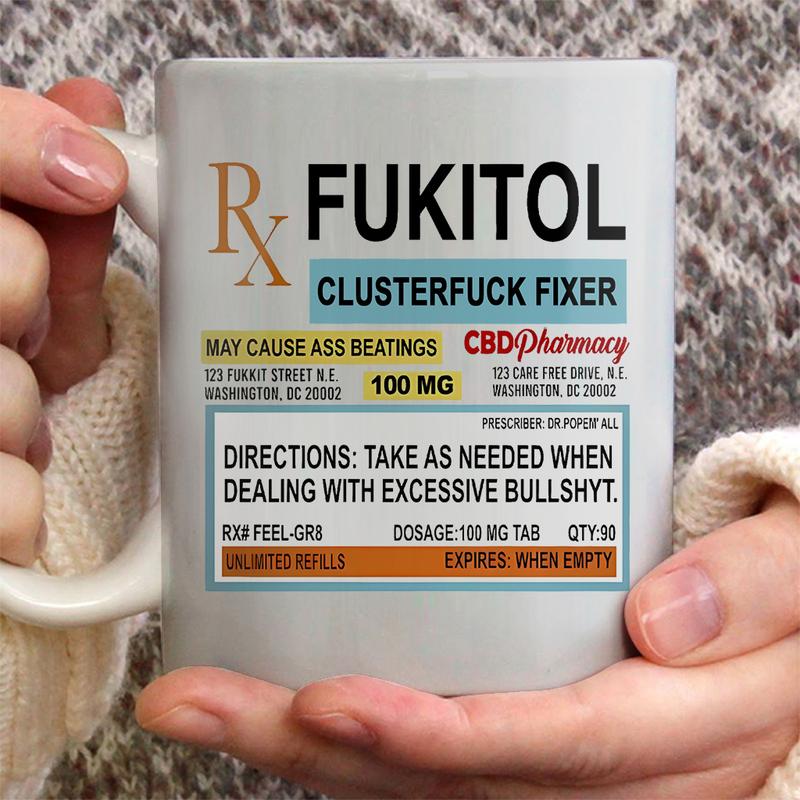 Rx FUKITOL
CLUSTERFUCK FIXER
MAY CAUSE ASS BEATINGS
CBD Pharmacy
123 FUKKIT STREET N.E.
WASHINGTON, DC 20002
100 MG
123 CARE FREE DRIVE, N.E.
WASHINGTON, DC 20002
PRESCRIBER: DR.POPEM' ALL
DIRECTIONS: TAKE AS NEEDED WHEN
DEALING WITH EXCESSIVE BULLSHYT.
RX# FEEL-GR8 DOSAGE:100 MG TAB QTY:90
UNLIMITED REFILLS EXPIRES: WHEN EMPTY